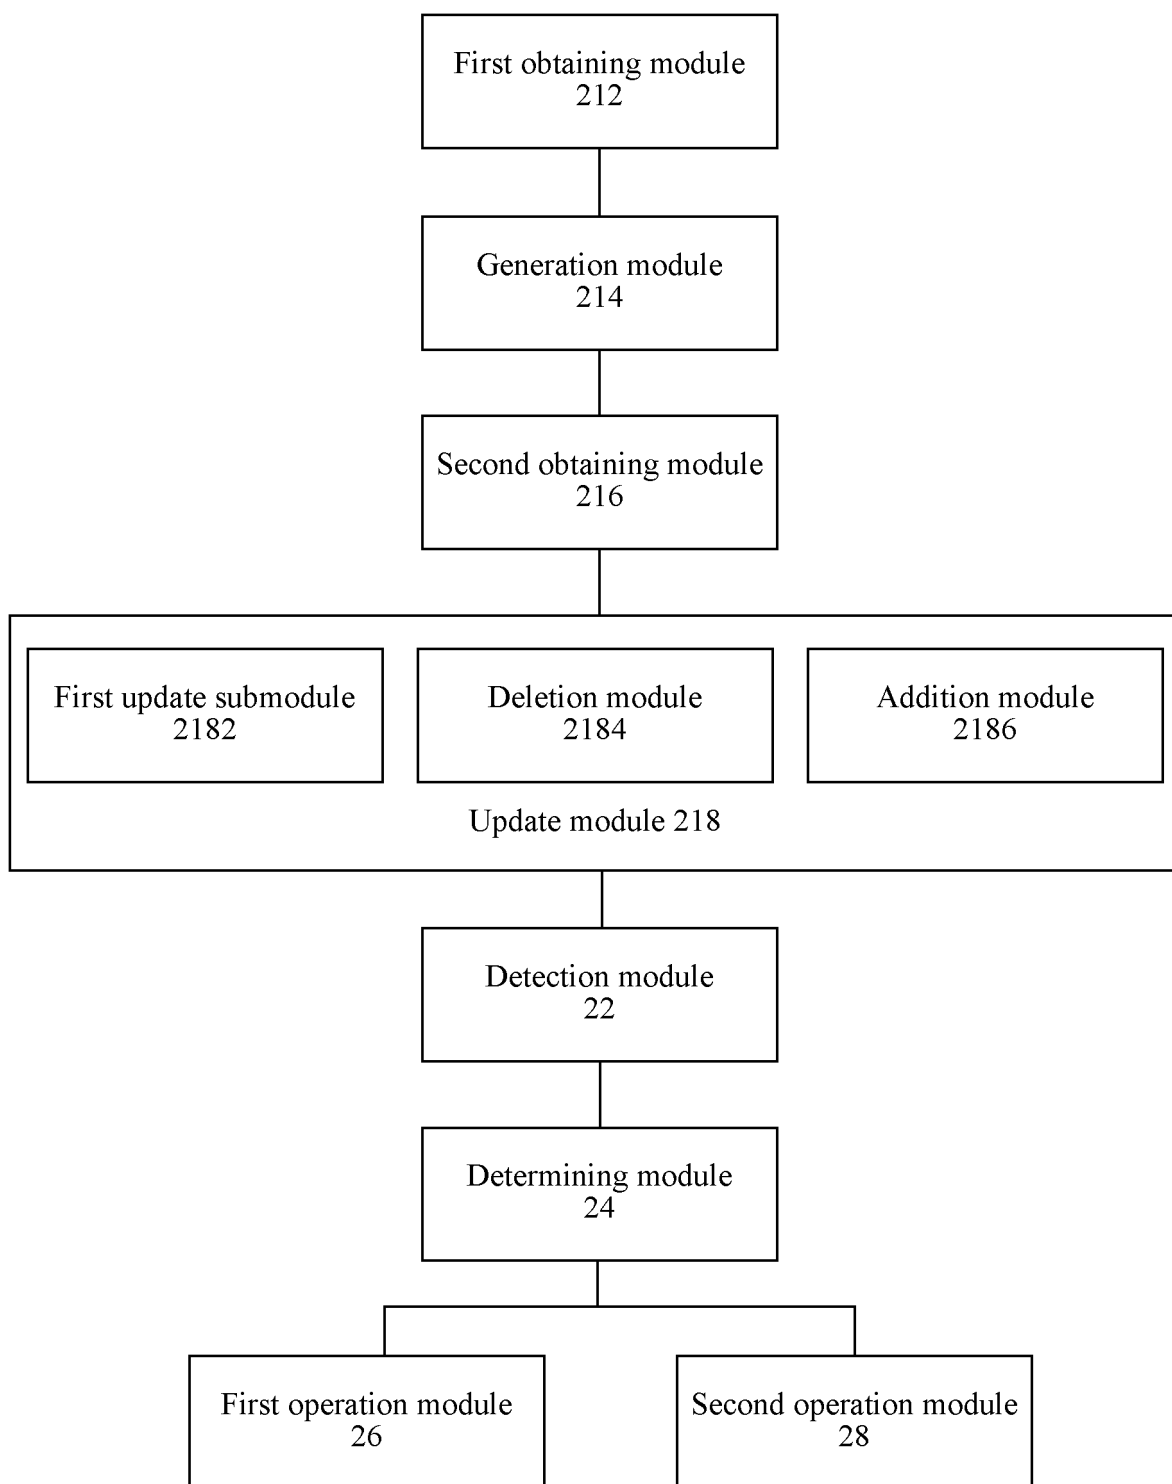 First obtaining module
212
Generation module
214
Second obtaining module
216
First update submodule
2182
Deletion module
2184
Addition module
2186
Update module 218
Detection module
22
Determining module
24
First operation module
26
Second operation module
28